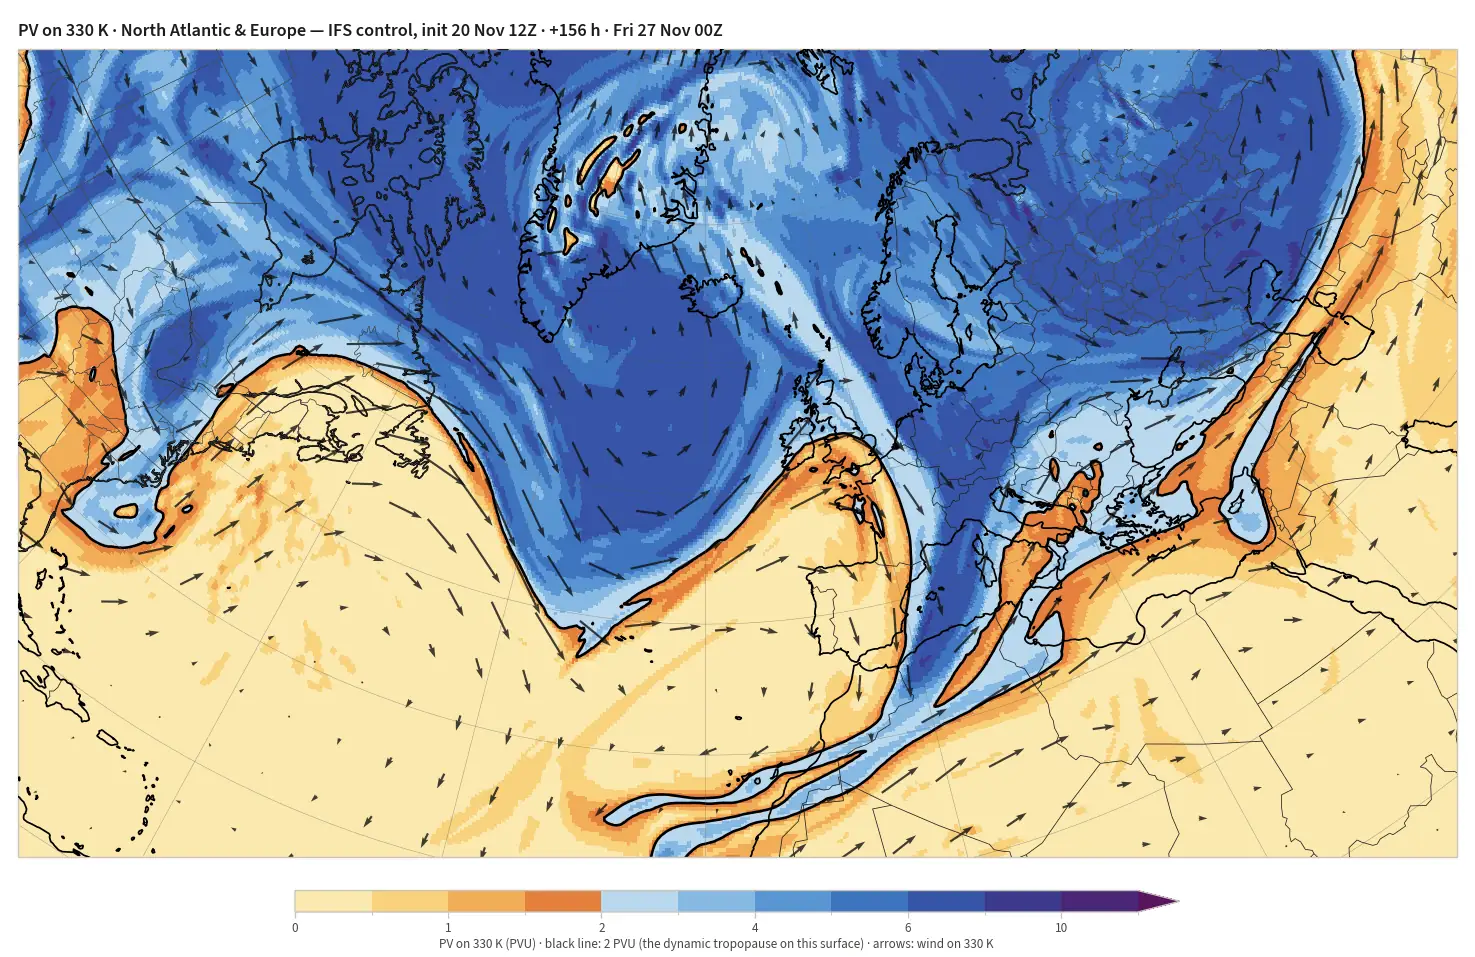 PV on 330 K · North Atlantic & Europe — IFS control, init 20 Nov 12Z · +156 h · Fri 27 Nov 00Z
0 1 2 4 6 10
PV on 330 K (PVU) · black line: 2 PVU (the dynamic tropopause on this surface) · arrows: wind on 330 K